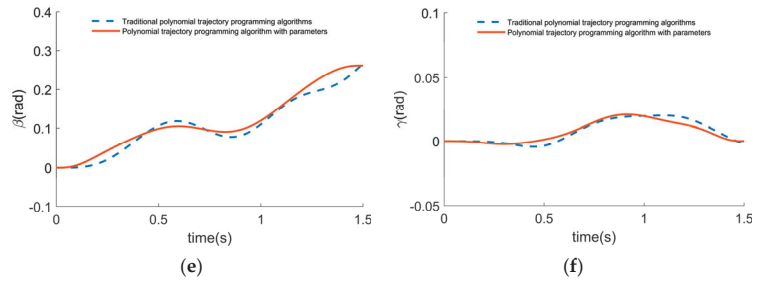 Traditional polynomial trajectory programming algorithms
Polynomial trajectory programming algorithm with parameters
0.4
0.3
0.2
0.1
0
-0.1
β(rad)
0
0.5
1
1.5
time(s)
(e)
0.1
Traditional polynomial trajectory programming algorithms
Polynomial trajectory programming algorithm with parameters
0.05
0
-0.05
γ(rad)
0
0.5
1
1.5
time(s)
(f)